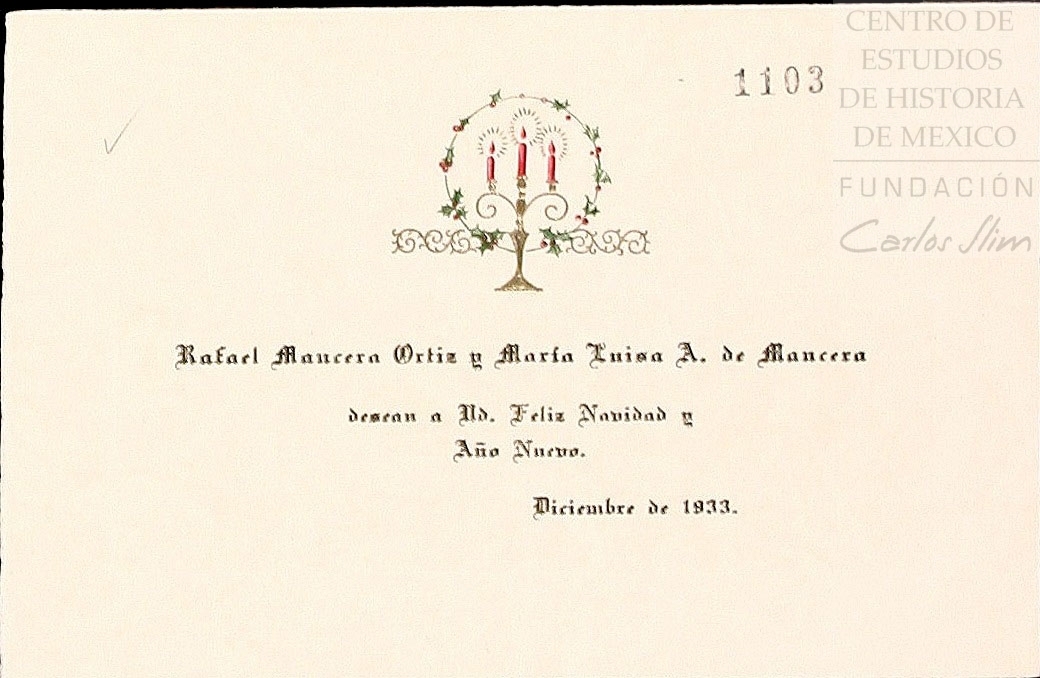 CENTRO DE
ESTUDIOS
DE HISTORIA
DE MEXICO
FUNDACIÓN
Carlos Slim
1103
Rafael Mancera Ortiz y María Luisa A. de Mancera
desean a Ud. Feliz Navidad y
Año Nuevo.
Diciembre de 1933.